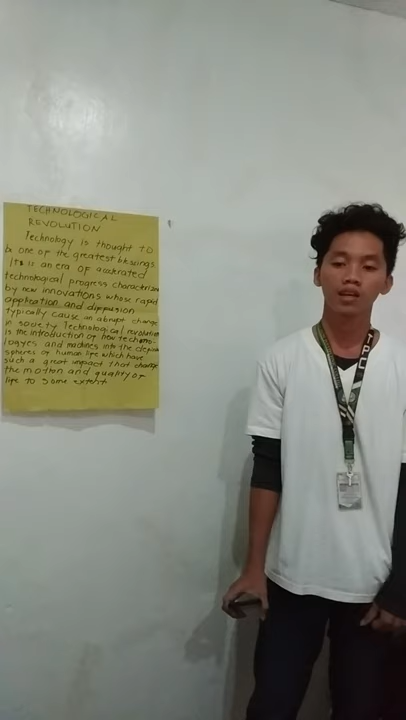 TECHNOLOGICAL
REVOLUTION
Technology is thought to
be one of the greatest blessings
It is an era of accelerated
technological progress characterized
by new innovations whose rapid
application and diffusion
typically cause an abrupt change
in society Technological revolution
is the introduction of new techno-
logyes and machines into the
spheres of human life which have
such a great impact that change
the motion and quality of
life to some extent
TPC